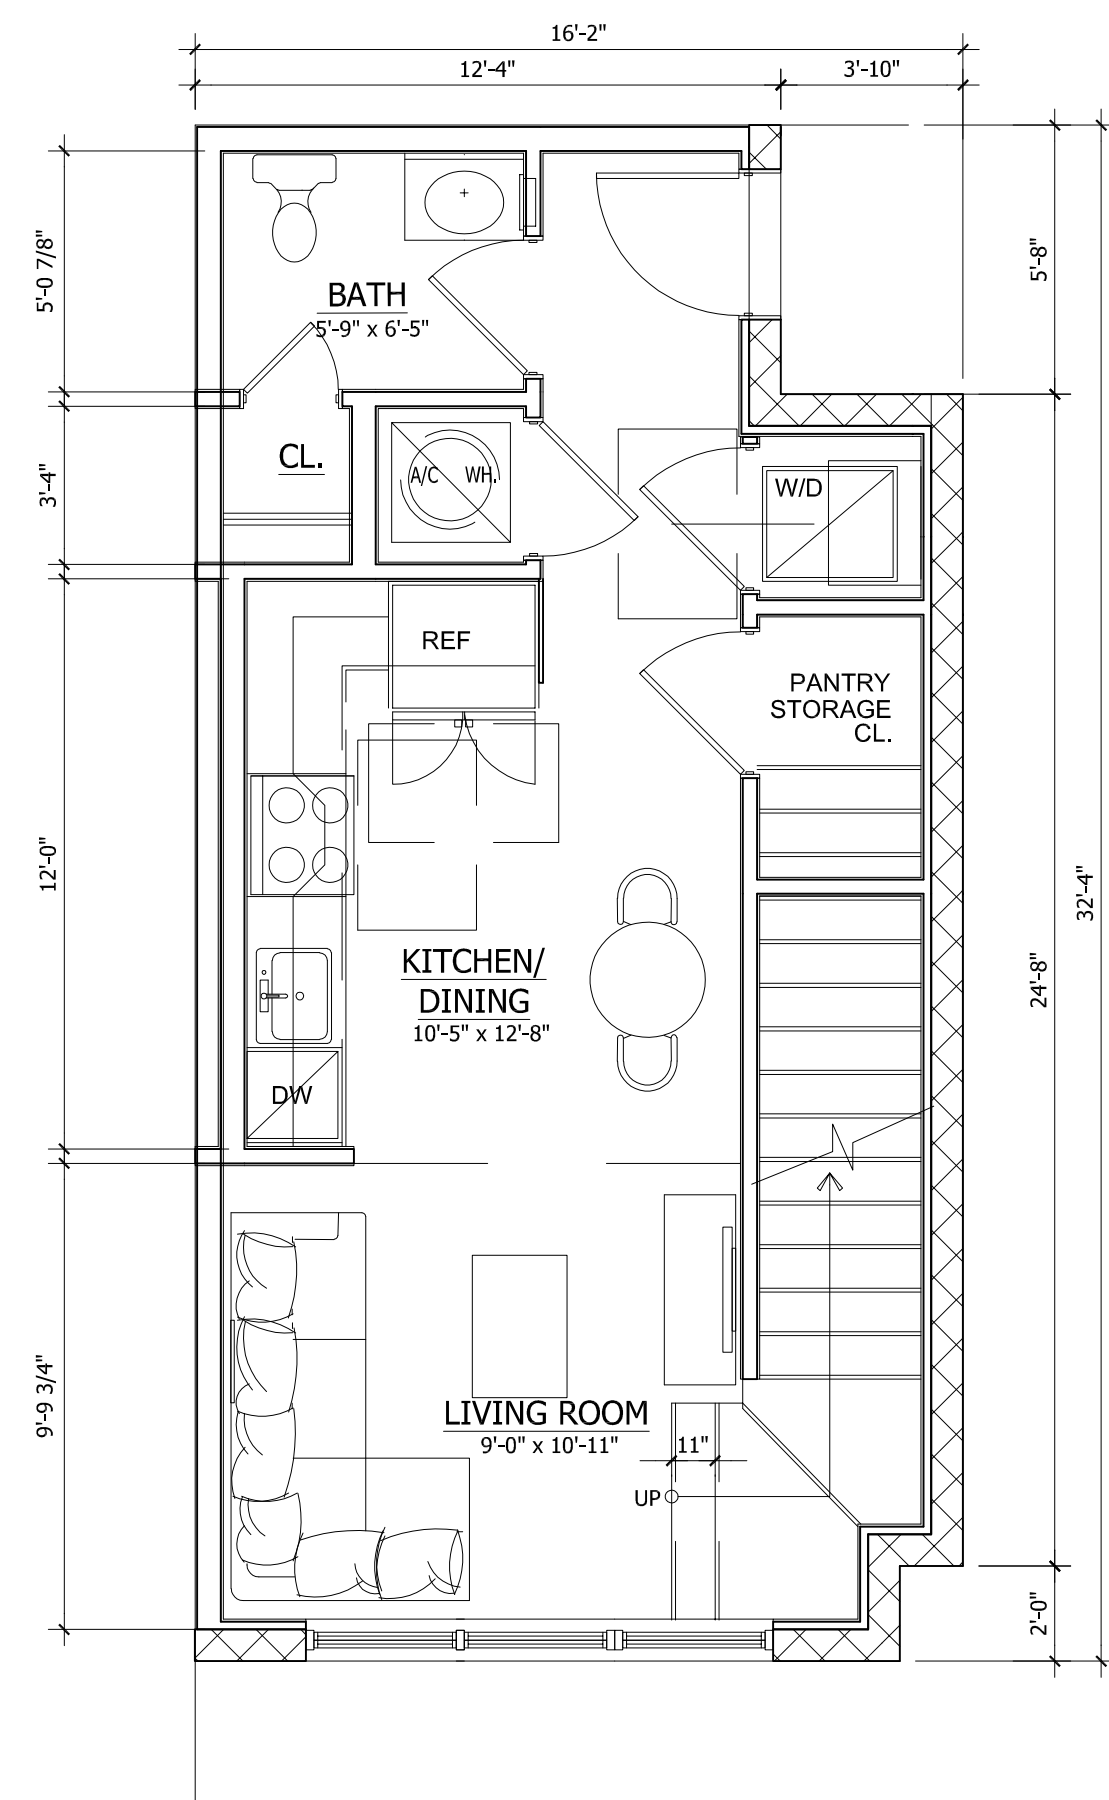 16'-2"
12'-4"
3'-10"
5'-0 7/8"
5'-8"
BATH
5'-9" x 6'-5"
3'-4"
CL.
A/C WH.
W/D
REF
PANTRY
STORAGE
CL.
12'-0"
32'-4"
KITCHEN/
DINING
10'-5" x 12'-8"
24'-8"
DW
9'-9 3/4"
LIVING ROOM
9'-0" x 10'-11"
11"
UP
2'-0"